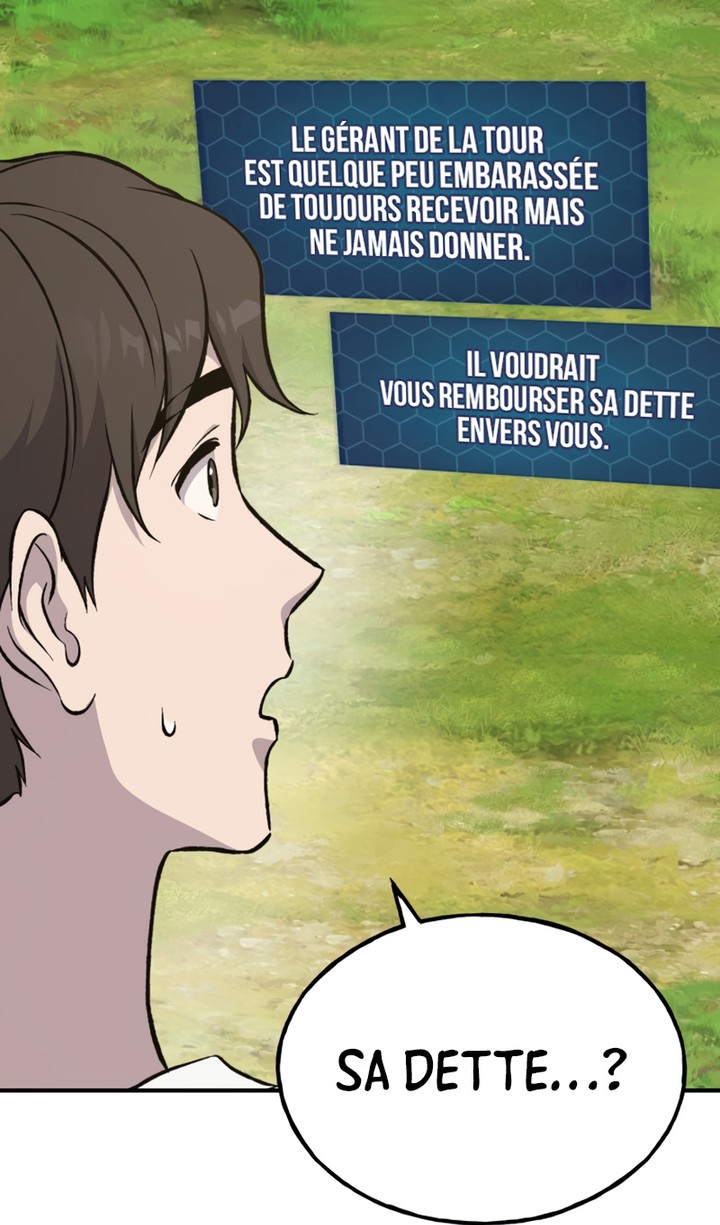 LE GÉRANT DE LA TOUR
EST QUELQUE PEU EMBARASSÉE
DE TOUJOURS RECEVOIR MAIS
NE JAMAIS DONNER.
IL VOUDRAIT
VOUS REMBOURSER SA DETTE
ENVERS VOUS.
SA DETTE...?